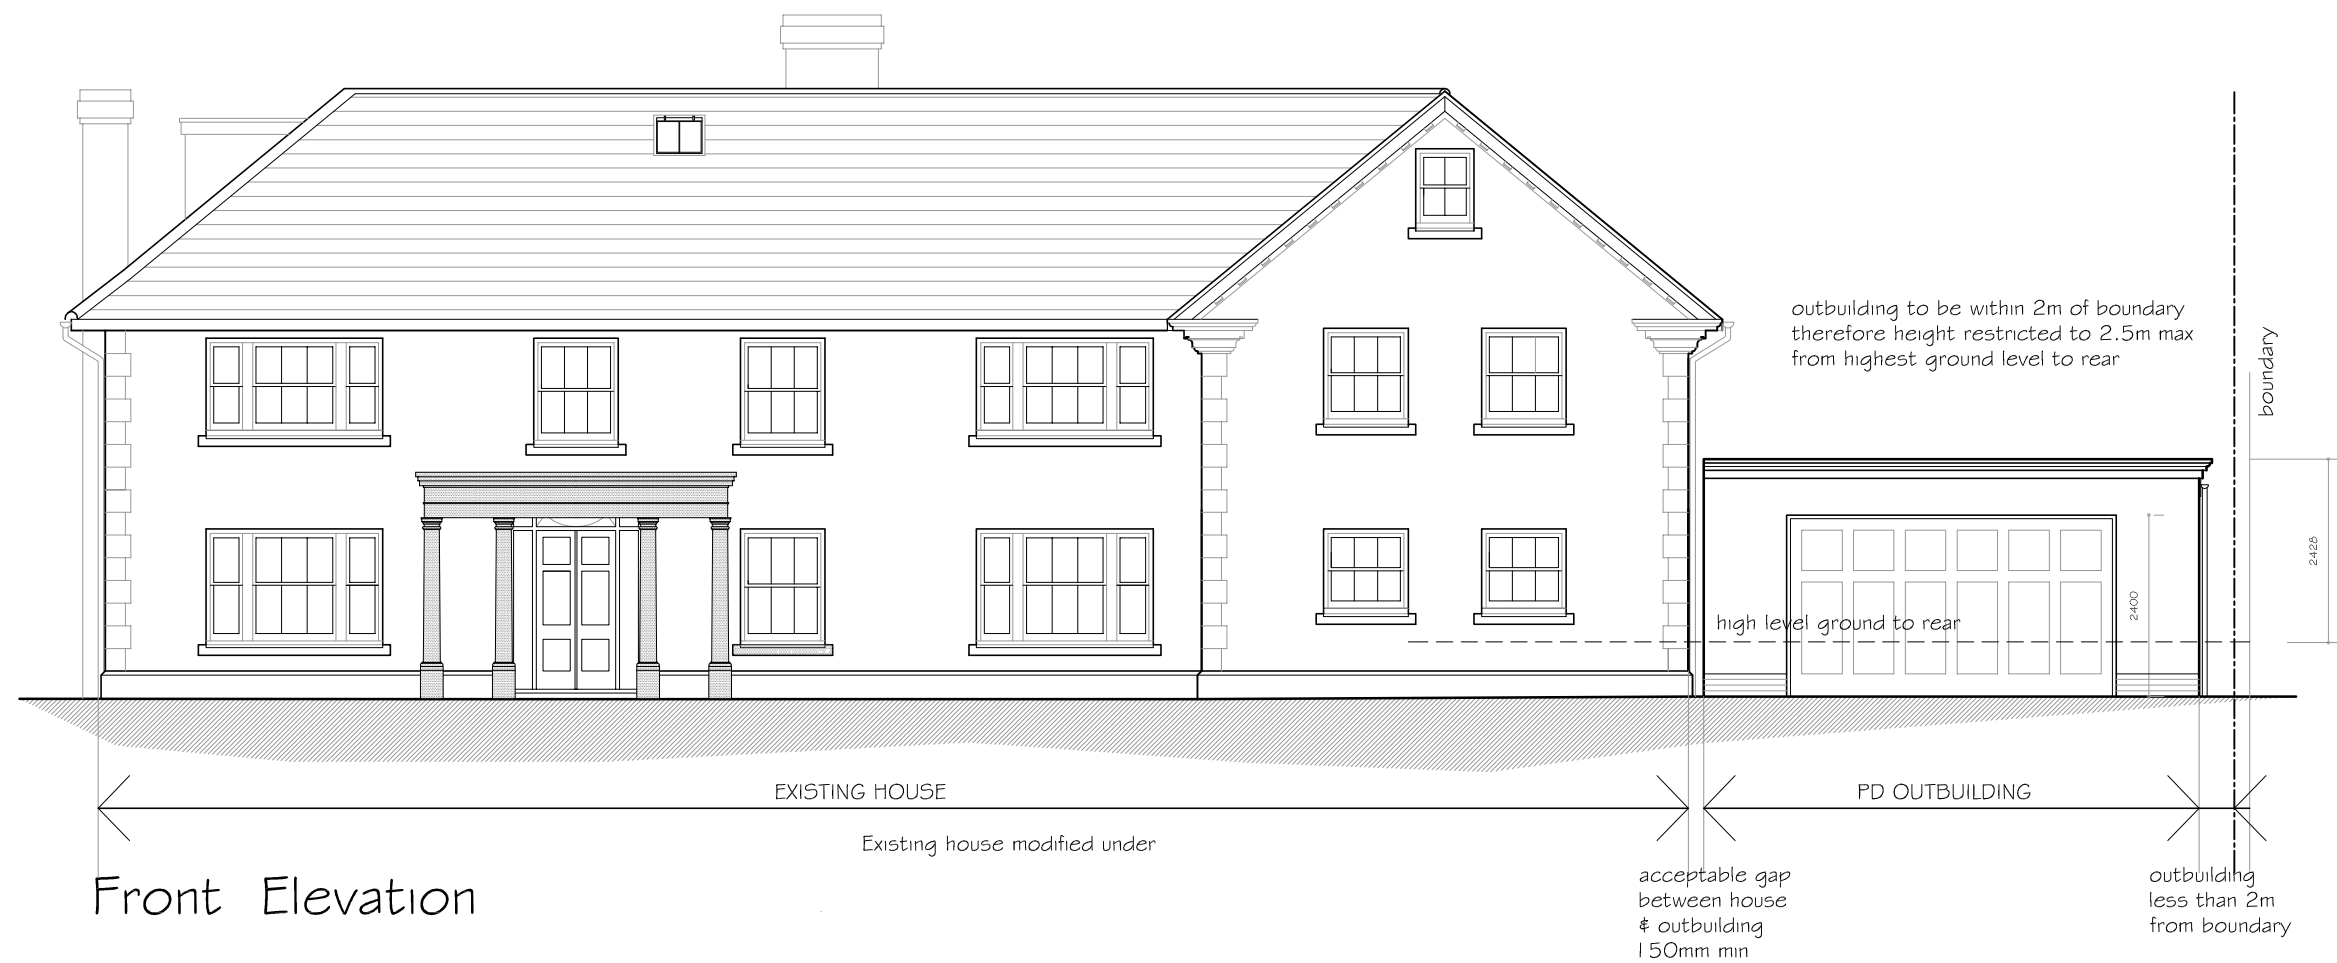 outbuilding to be within 2m of boundary
therefore height restricted to 2.5m max
from highest ground level to rear
boundary
2428
2400
high level ground to rear
EXISTING HOUSE
PD OUTBUILDING
Existing house modified under
Front Elevation
acceptable gap
between house
& outbuilding
150mm min
outbuilding
less than 2m
from boundary